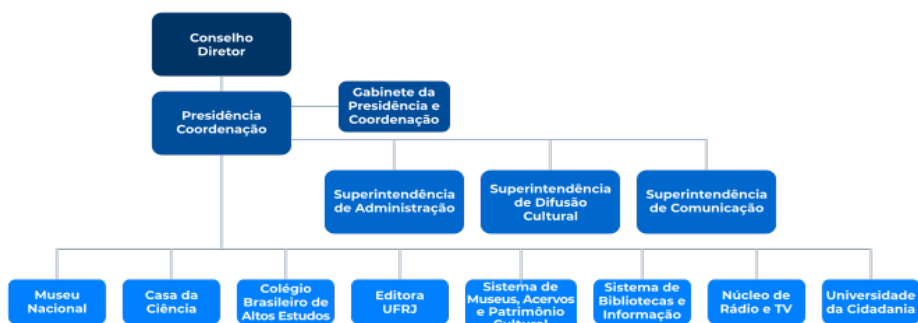 Conselho
Diretor
Presidência
Coordenação
Gabinete da
Presidência e
Coordenação
Superintendência
de Administração
Superintendência
de Difusão
Cultural
Superintendência
de Comunicação
Museu
Nacional
Casa da
Ciência
Colégio
Brasileiro de
Altos Estudos
Editora
UFRJ
Sistema de
Museus, Acervos
e Patrimônio
Cultural
Sistema de
Bibliotecas e
Informação
Núcleo de
Rádio e TV
Universidade
da Cidadania